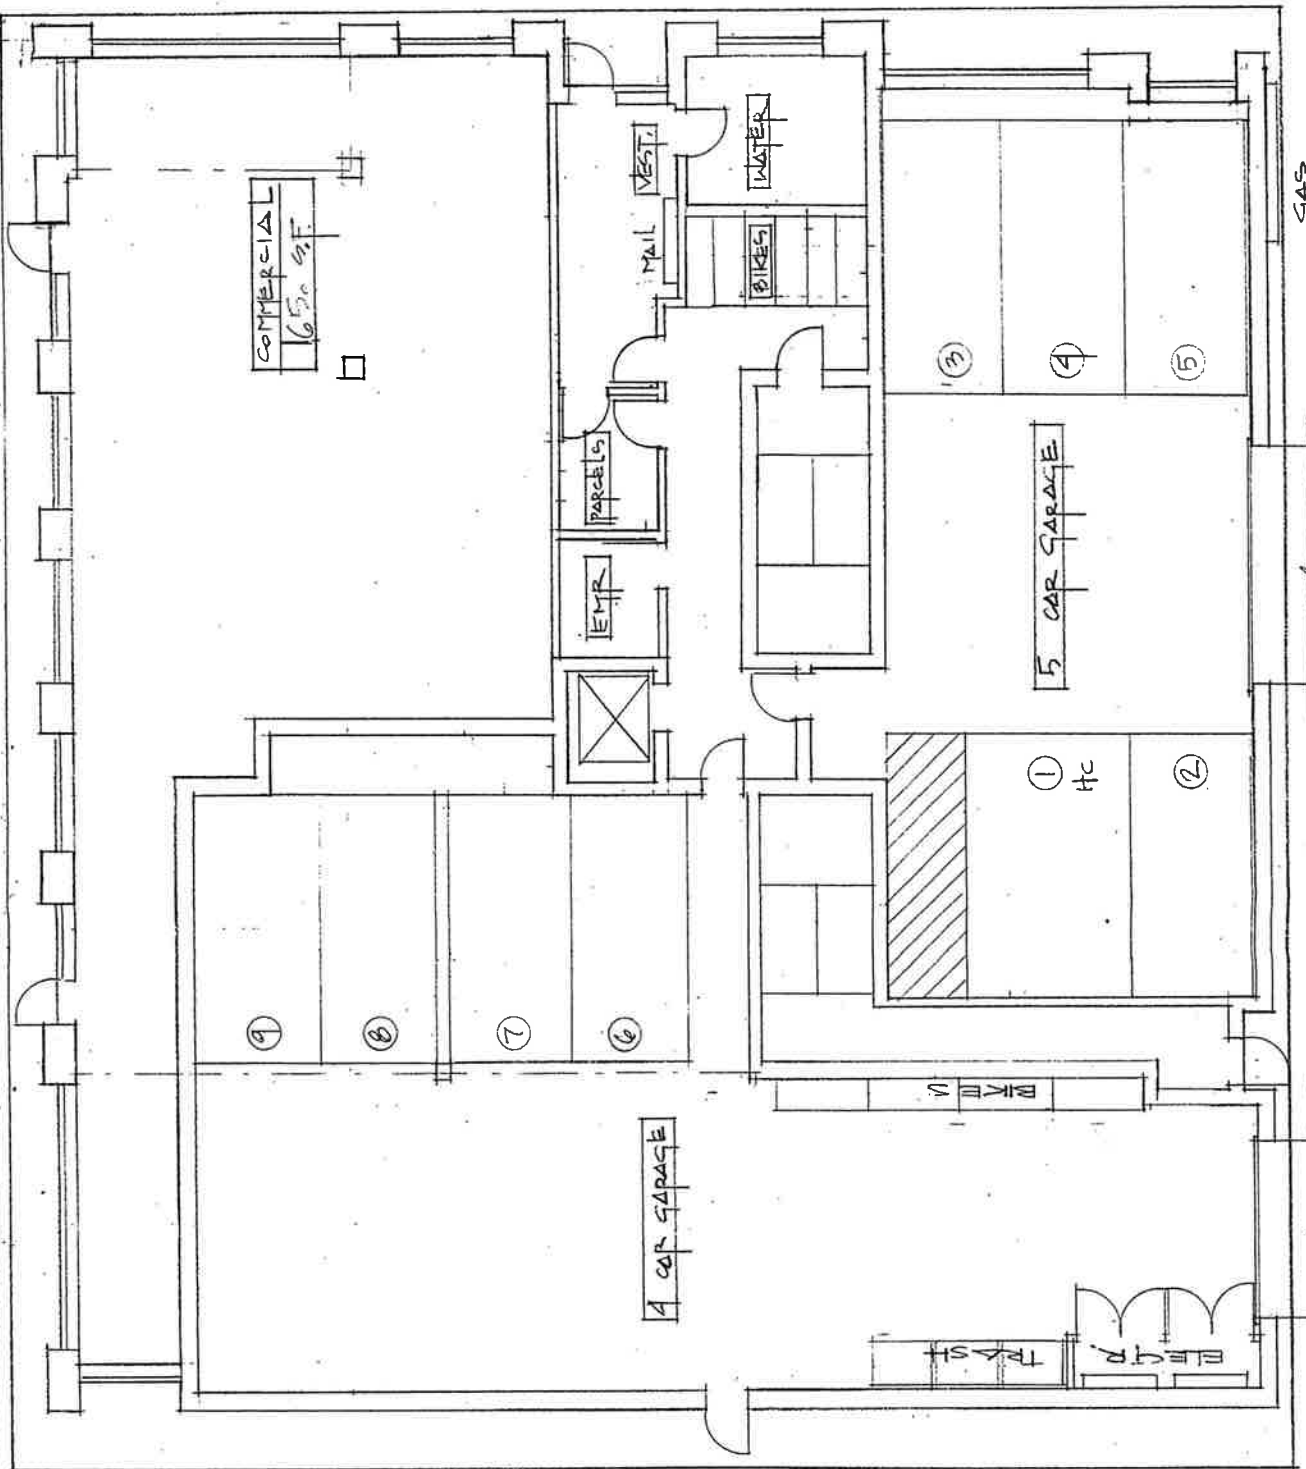 COMMERCIAL
1650 S.F.
VEST.
WATER
MAIL
BIKES
PARCELS
EMR
GAS
3
4
5
5 CAR GARAGE
1
HC
2
9
8
7
6
4 CAR GARAGE
BIKES
TRASH
ELECTR.